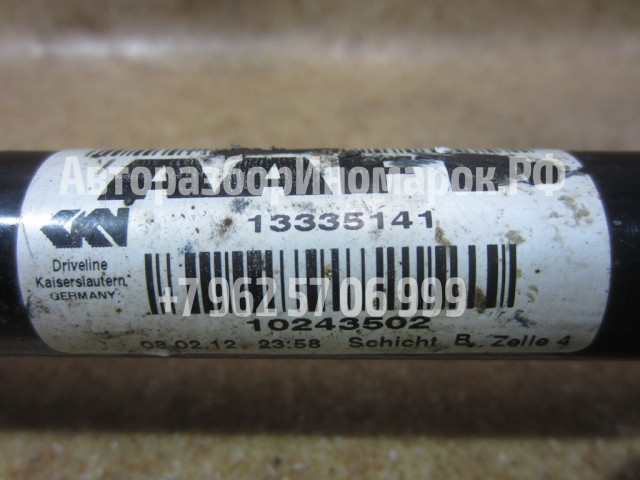 АвторазборИномарок.РФ
13335141
GKN
Driveline
Kaiserslautern
GERMANY
+7 962 57 06 999
10243502
08.02.12 23:58 Schicht B, Zelle 4